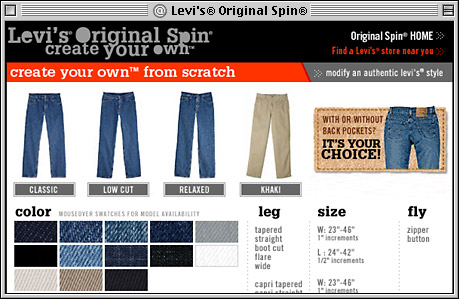 Levi's® Original Spin®
Levi's® Original Spin®
create your own™
Original Spin® HOME
Find a Levi's® store near you
create your own™ from scratch
modify an authentic levi's® style
WITH OR WITHOUT
BACK POCKETS?
IT'S YOUR
CHOICE!
CLASSIC
LOW CUT
RELAXED
KHAKI
color MOUSEOVER SWATCHES FOR MODEL AVAILABILITY
leg
tapered
straight
boot cut
flare
wide
capri tapered
capri straight
size
W: 23"-46"
1" increments
L : 24"-42"
1/2" increments
W: 23"-46"
1" increments
fly
zipper
button